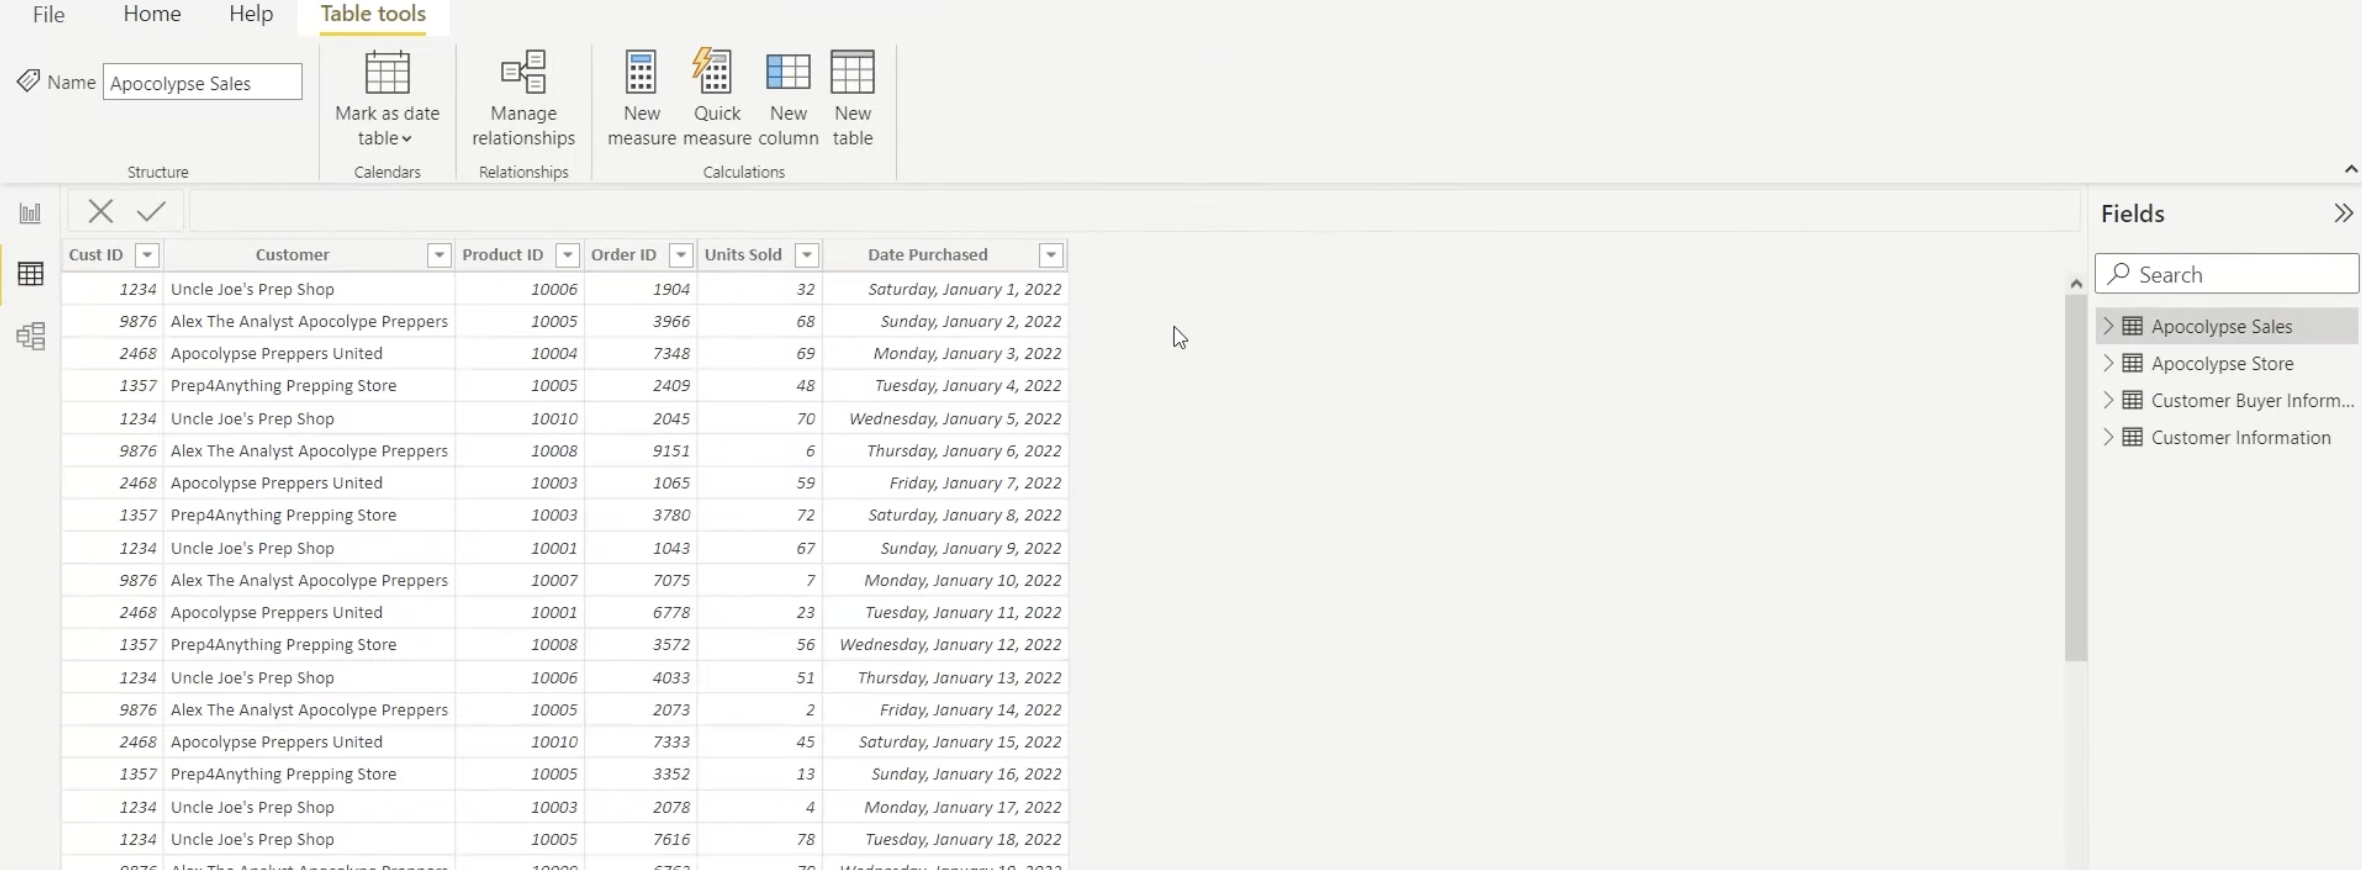 File Home Help Table tools
Name Apocolypse Sales
Mark as date table
Manage relationships
New measure
Quick measure
New column
New table
Structure Calendars Relationships Calculations
Fields
Search
Apocolypse Sales
Apocolypse Store
Customer Buyer Inform...
Customer Information
Cust ID Customer Product ID Order ID Units Sold Date Purchased
1234 Uncle Joe's Prep Shop 10006 1904 32 Saturday, January 1, 2022
9876 Alex The Analyst Apocolype Preppers 10005 3966 68 Sunday, January 2, 2022
2468 Apocolypse Preppers United 10004 7348 69 Monday, January 3, 2022
1357 Prep4Anything Prepping Store 10005 2409 48 Tuesday, January 4, 2022
1234 Uncle Joe's Prep Shop 10010 2045 70 Wednesday, January 5, 2022
9876 Alex The Analyst Apocolype Preppers 10008 9151 6 Thursday, January 6, 2022
2468 Apocolypse Preppers United 10003 1065 59 Friday, January 7, 2022
1357 Prep4Anything Prepping Store 10003 3780 72 Saturday, January 8, 2022
1234 Uncle Joe's Prep Shop 10001 1043 67 Sunday, January 9, 2022
9876 Alex The Analyst Apocolype Preppers 10007 7075 7 Monday, January 10, 2022
2468 Apocolypse Preppers United 10001 6778 23 Tuesday, January 11, 2022
1357 Prep4Anything Prepping Store 10008 3572 56 Wednesday, January 12, 2022
1234 Uncle Joe's Prep Shop 10006 4033 51 Thursday, January 13, 2022
9876 Alex The Analyst Apocolype Preppers 10005 2073 2 Friday, January 14, 2022
2468 Apocolypse Preppers United 10010 7333 45 Saturday, January 15, 2022
1357 Prep4Anything Prepping Store 10005 3352 13 Sunday, January 16, 2022
1234 Uncle Joe's Prep Shop 10003 2078 4 Monday, January 17, 2022
1234 Uncle Joe's Prep Shop 10005 7616 78 Tuesday, January 18, 2022